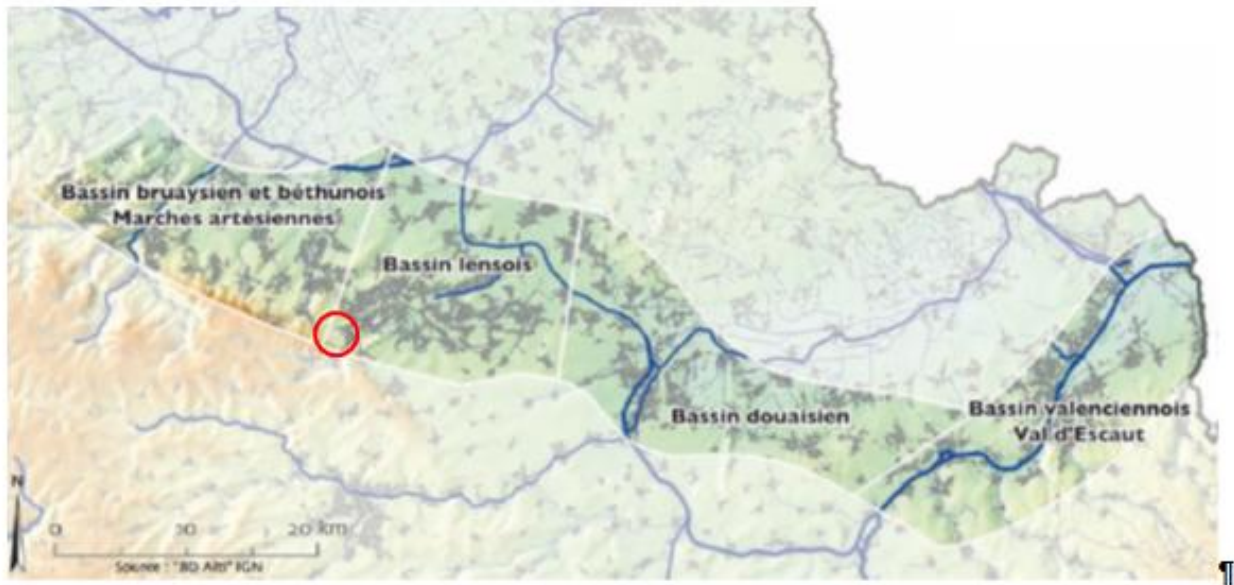 Bassin bruaysien et béthunois
Marches artésiennes
Bassin lensois
Bassin douaisien
Bassin valenciennois
Val d'Escaut
N
0 10 20 km
Source : "BD Alti" IGN
¶